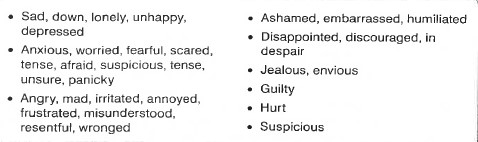 • Sad, down, lonely, unhappy,
depressed
• Anxious, worried, fearful, scared,
tense, afraid, suspicious, tense,
unsure, panicky
• Angry, mad, irritated, annoyed,
frustrated, misunderstood,
resentful, wronged
• Ashamed, embarrassed, humiliated
• Disappointed, discouraged, in
despair
• Jealous, envious
• Guilty
• Hurt
• Suspicious